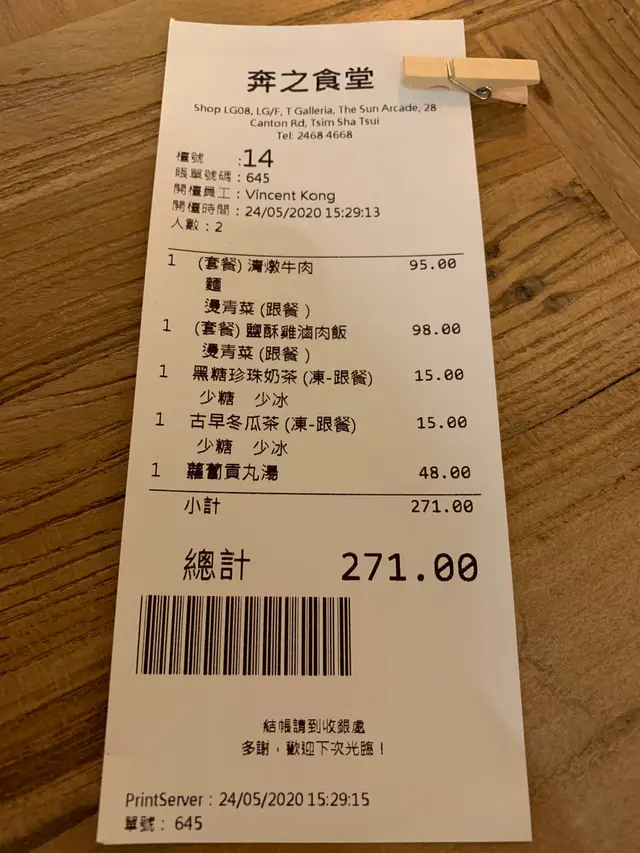 奔之食堂
Shop LG08, LG/F, T Galleria, The Sun Arcade, 28
Canton Rd, Tsim Sha Tsui
Tel: 2468 4668
檯號 :14
賬單號碼 : 645
開檯員工 : Vincent Kong
開檯時間 : 24/05/2020 15:29:13
人數 : 2
1 (套餐) 清燉牛肉 95.00
麵
燙青菜 (跟餐 )
1 (套餐) 鹽酥雞滷肉飯 98.00
燙青菜 (跟餐 )
1 黑糖珍珠奶茶 (凍-跟餐) 15.00
少糖 少冰
1 古早冬瓜茶 (凍-跟餐) 15.00
少糖 少冰
1 蘿蔔貢丸湯 48.00
小計 271.00
總計 271.00
結帳請到收銀處
多謝，歡迎下次光臨！
PrintServer : 24/05/2020 15:29:15
單號 : 645